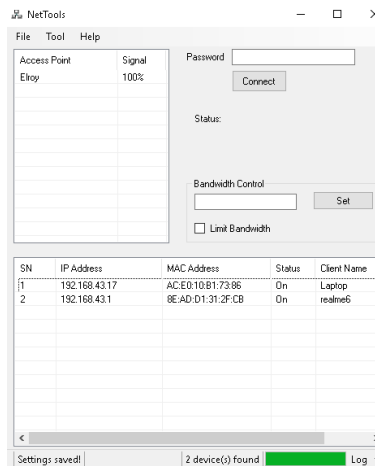 NetTools
File Tool Help
Access Point Signal
Elroy 100%
Password
Connect
Status:
Bandwidth Control
Set
Limit Bandwidth
SN IP Address MAC Address Status Client Name
1 192.168.43.17 AC:E0:10:B1:73:86 On Laptop
2 192.168.43.1 8E:AD:D1:31:2F:CB On realme6
Settings saved! 2 device(s) found Log